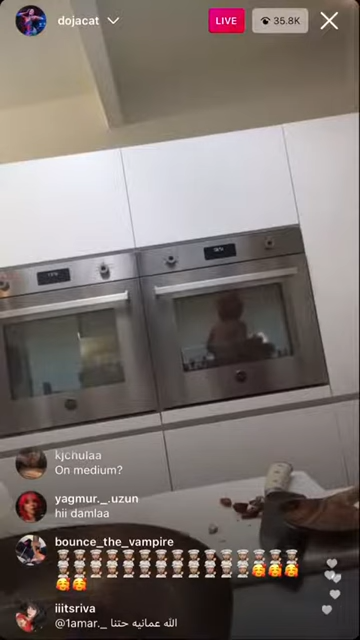 dojacat
LIVE
35.8K
kjchulaa
On medium?
yagmur._.uzun
hii damlaa
bounce_the_vampire
iiitsriva
@1amar._ الله عمانيه حتنا